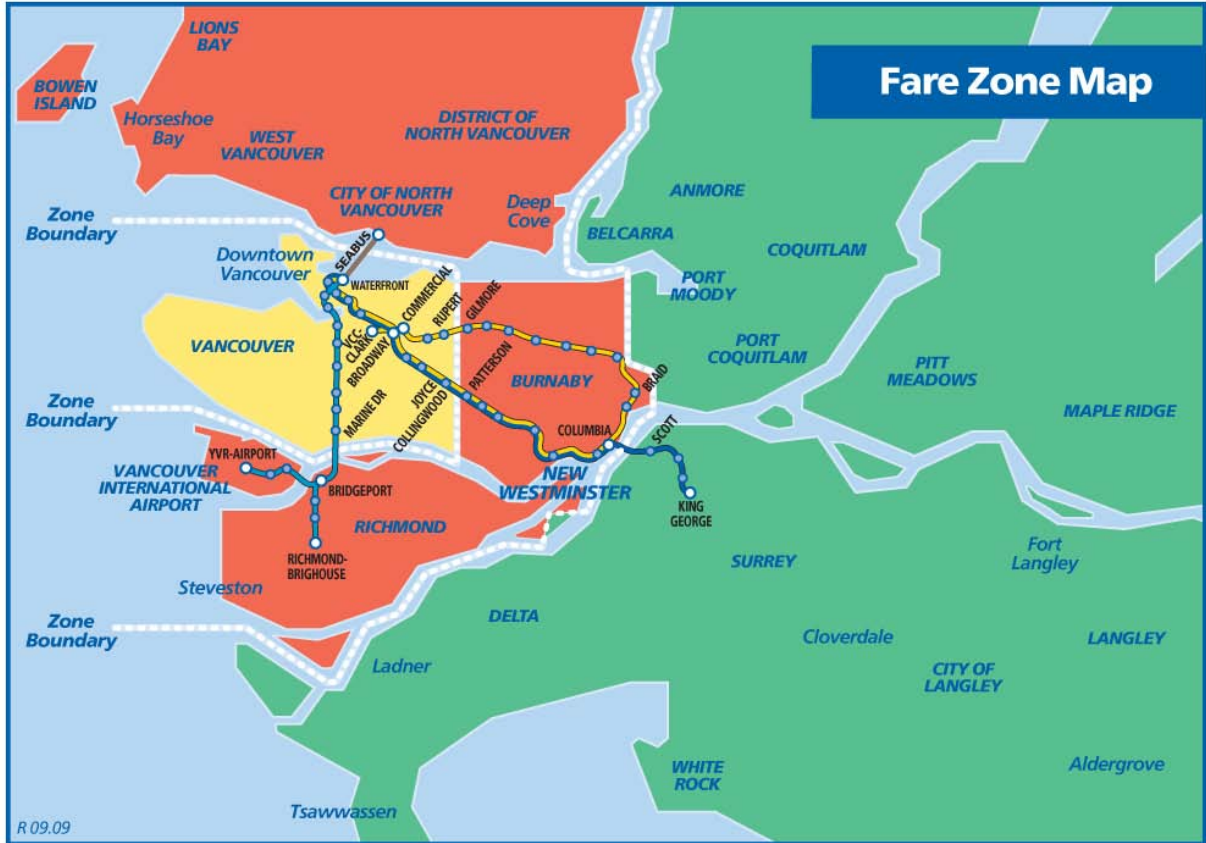 LIONS
BAY
BOWEN
ISLAND
Fare Zone Map
Horseshoe
Bay
WEST
VANCOUVER
DISTRICT OF
NORTH VANCOUVER
CITY OF NORTH
VANCOUVER
Deep
Cove
ANMORE
BELCARRA
COQUITLAM
Zone
Boundary
Downtown
Vancouver
SEABUS
WATERFRONT
PORT
MOODY
COMMERCIAL
RUPERT
GILMORE
VANCOUVER
VCC-
CLARK
BROADWAY
PATTERSON
BURNABY
BRAID
PORT
COQUITLAM
PITT
MEADOWS
MAPLE RIDGE
Zone
Boundary
MARINE DR
JOYCE
COLLINGWOOD
COLUMBIA
SCOTT
YVR-AIRPORT
VANCOUVER
INTERNATIONAL
AIRPORT
BRIDGEPORT
NEW
WESTMINSTER
KING
GEORGE
RICHMOND
RICHMOND-
BRIGHOUSE
SURREY
Fort
Langley
Steveston
Zone
Boundary
DELTA
Cloverdale
LANGLEY
Ladner
CITY OF
LANGLEY
WHITE
ROCK
Aldergrove
Tsawwassen
R 09.09